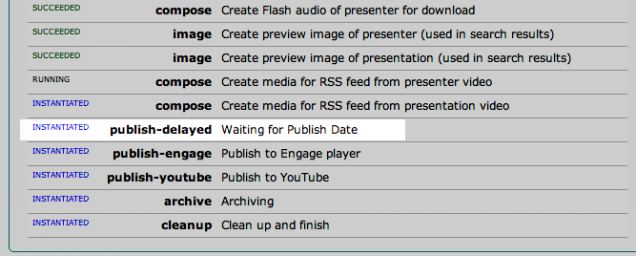 SUCCEEDED compose Create Flash audio of presenter for download
SUCCEEDED image Create preview image of presenter (used in search results)
SUCCEEDED image Create preview image of presentation (used in search results)
RUNNING compose Create media for RSS feed from presenter video
INSTANTIATED compose Create media for RSS feed from presentation video
INSTANTIATED publish-delayed Waiting for Publish Date
INSTANTIATED publish-engage Publish to Engage player
INSTANTIATED publish-youtube Publish to YouTube
INSTANTIATED archive Archiving
INSTANTIATED cleanup Clean up and finish